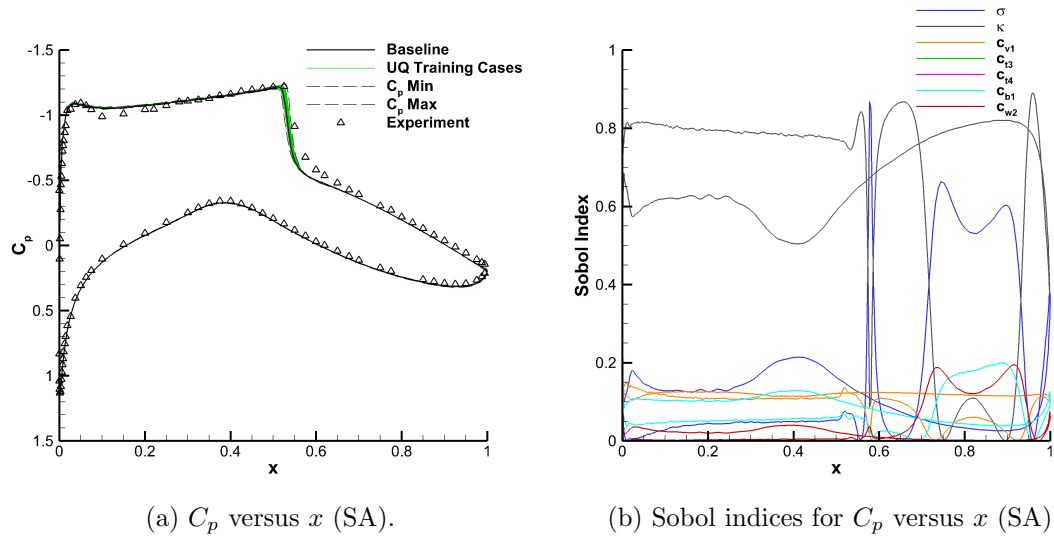 -1.5
-1
-0.5
0
0.5
1
1.5
C_p
0
0.2
0.4
0.6
0.8
1
x
Baseline
UQ Training Cases
C_p Min
C_p Max
Experiment
(a) C_p versus x (SA).
1
0.8
0.6
0.4
0.2
0
Sobol Index
0
0.2
0.4
0.6
0.8
1
x
σ
κ
c_v1
c_t3
c_t4
c_b1
c_w2
(b) Sobol indices for C_p versus x (SA)